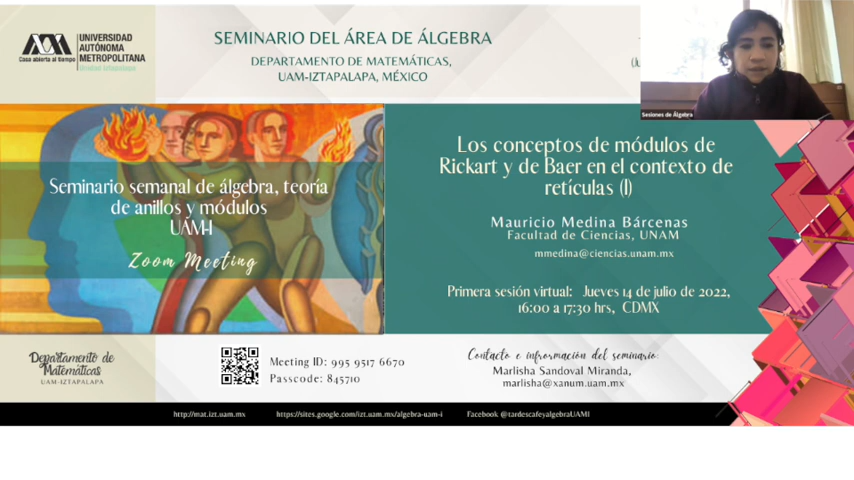 UNIVERSIDAD
AUTÓNOMA
METROPOLITANA
Casa abierta al tiempo
SEMINARIO DEL ÁREA DE ÁLGEBRA
DEPARTAMENTO DE MATEMÁTICAS,
UAM-IZTAPALAPA, MÉXICO
Sesiones de Álgebra
Seminario semanal de álgebra, teoría
de anillos y módulos
UAM-I
Zoom Meeting
Los conceptos de módulos de
Rickart y de Baer en el contexto de
retículas (I)
Mauricio Medina Bárcenas
Facultad de Ciencias, UNAM
mmedina@ciencias.unam.mx
Primera sesión virtual: Jueves 14 de julio de 2022,
16:00 a 17:30 hrs, CDMX
Departamento de
Matemáticas
UAM-IZTAPALAPA
Meeting ID: 995 9517 6670
Passcode: 845710
Contacto e infrormación del seminario:
Marlisha Sandoval Miranda,
marlisha@xanum.uam.mx
http://mat.izt.uam.mx
https://sites.google.com/izt.uam.mx/algebra-uam-i
Facebook @tardescafeyalgebraUAMI